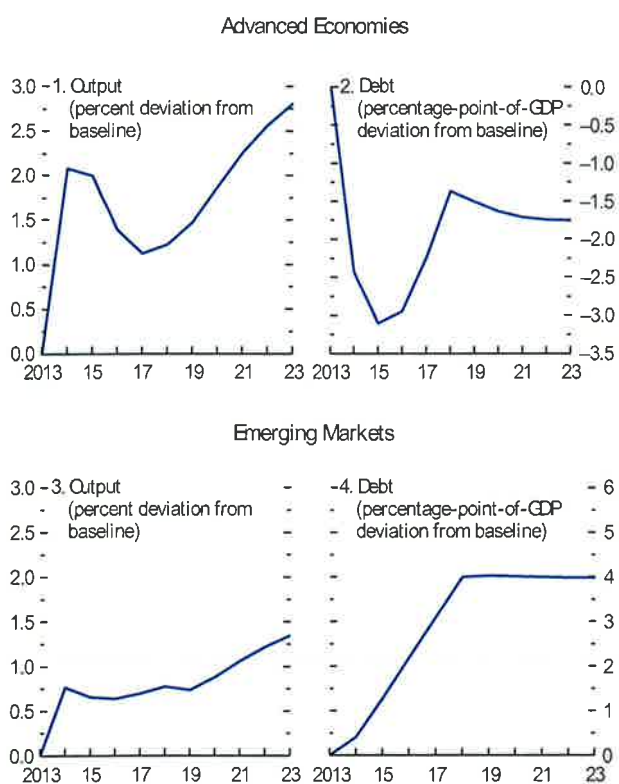 Advanced Economies
1. Output
(percent deviation from
baseline)
3.0
2.5
2.0
1.5
1.0
0.5
0.0
2013 15 17 19 21 23
2. Debt
(percentage-point-of-GDP
deviation from baseline)
0.0
–0.5
–1.0
–1.5
–2.0
–2.5
–3.0
–3.5
2013 15 17 19 21 23
Emerging Markets
3. Output
(percent deviation from
baseline)
3.0
2.5
2.0
1.5
1.0
0.5
0.0
2013 15 17 19 21 23
4. Debt
(percentage-point-of-GDP
deviation from baseline)
6
5
4
3
2
1
0
2013 15 17 19 21 23